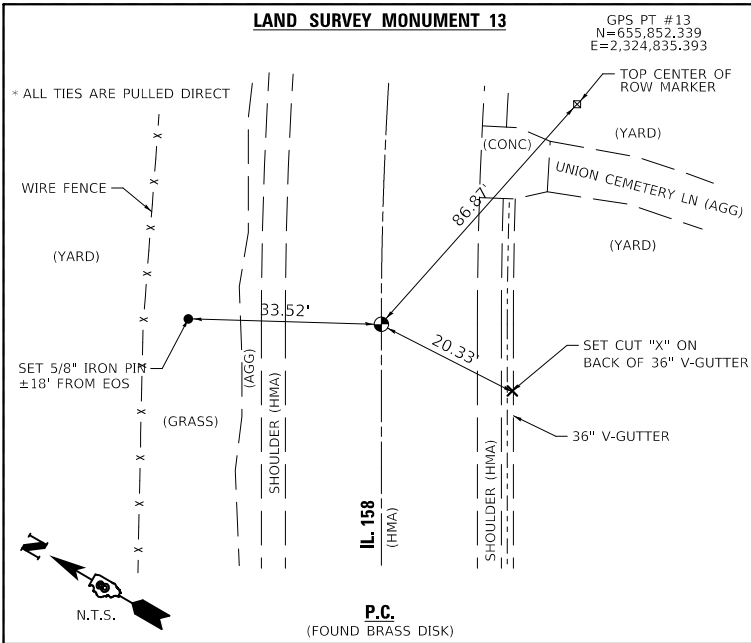 LAND SURVEY MONUMENT 13
GPS PT #13
N=655,852.339
E=2,324,835.393
TOP CENTER OF
ROW MARKER
* ALL TIES ARE PULLED DIRECT
(CONC)
(YARD)
UNION CEMETERY LN (AGG)
WIRE FENCE
86.87'
(YARD)
(YARD)
33.52'
20.33'
SET CUT "X" ON
BACK OF 36" V-GUTTER
SET 5/8" IRON PIN
±18' FROM EOS
(AGG)
(GRASS)
SHOULDER (HMA)
36" V-GUTTER
IL. 158
(HMA)
SHOULDER (HMA)
N
N.T.S.
P.C.
(FOUND BRASS DISK)